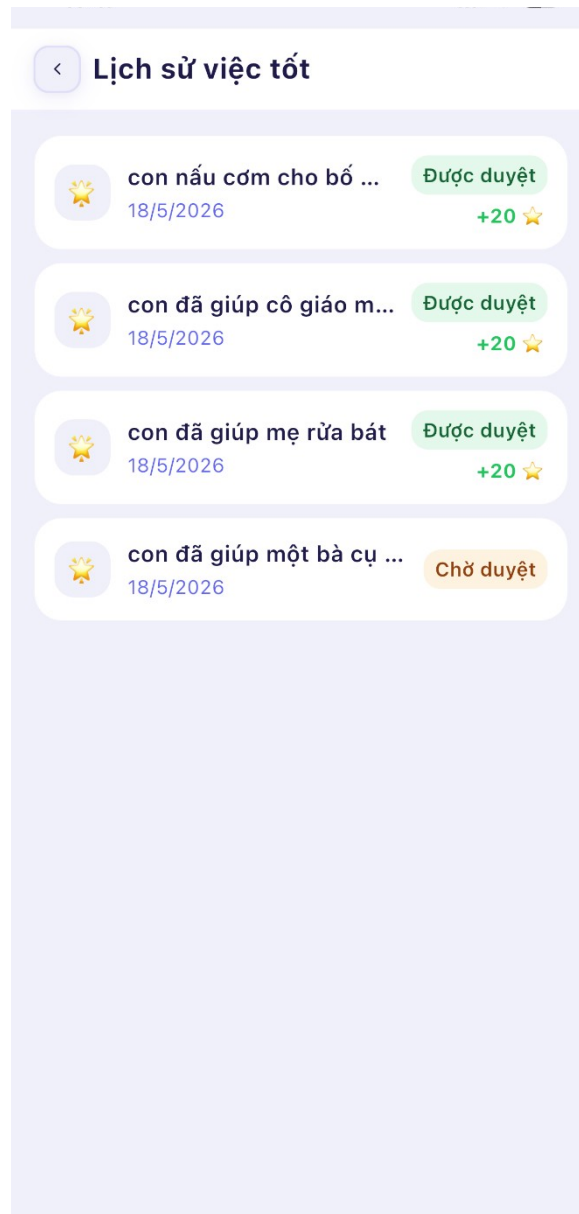 Lịch sử việc tốt
con nấu cơm cho bố ...
Được duyệt
18/5/2026
+20
con đã giúp cô giáo m...
Được duyệt
18/5/2026
+20
con đã giúp mẹ rửa bát
Được duyệt
18/5/2026
+20
con đã giúp một bà cụ ...
Chờ duyệt
18/5/2026